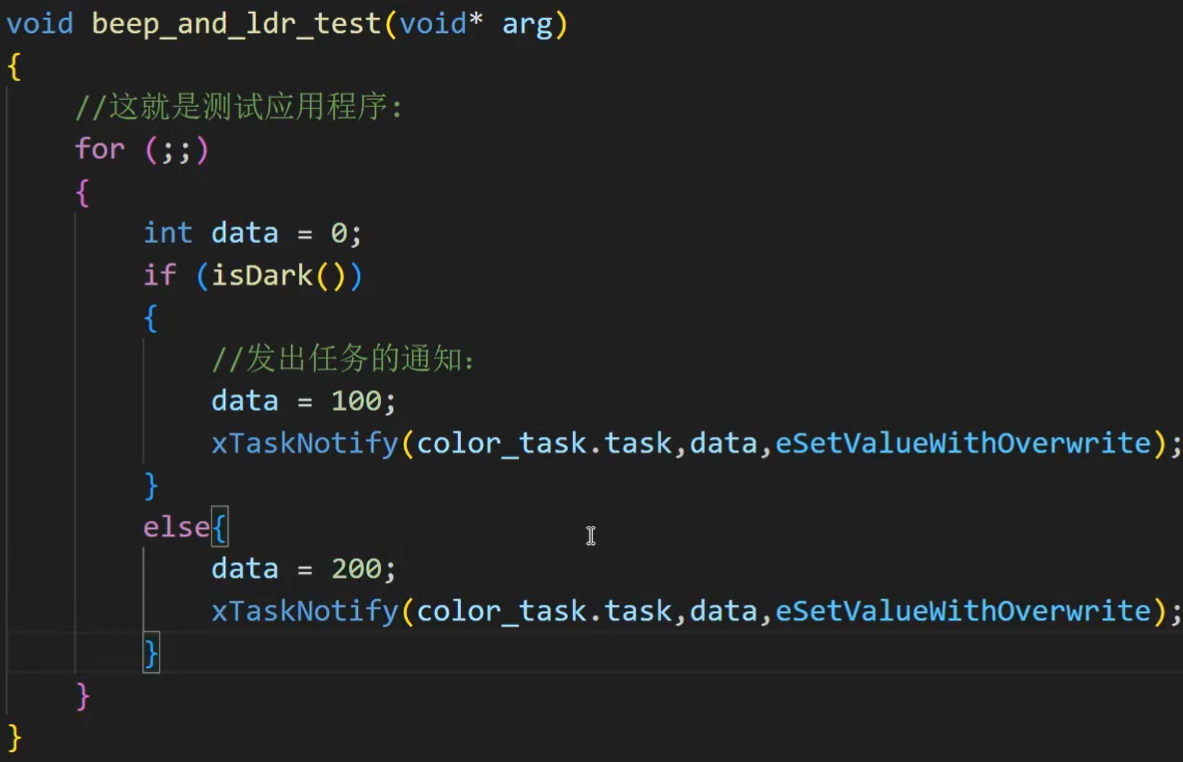 void beep_and_ldr_test(void* arg)
{
//这就是测试应用程序:
for (;;)
{
int data = 0;
if (isDark())
{
//发出任务的通知:
data = 100;
xTaskNotify(color_task.task,data,eSetValueWithOverwrite);
}
else{
data = 200;
xTaskNotify(color_task.task,data,eSetValueWithOverwrite);
}
}
}